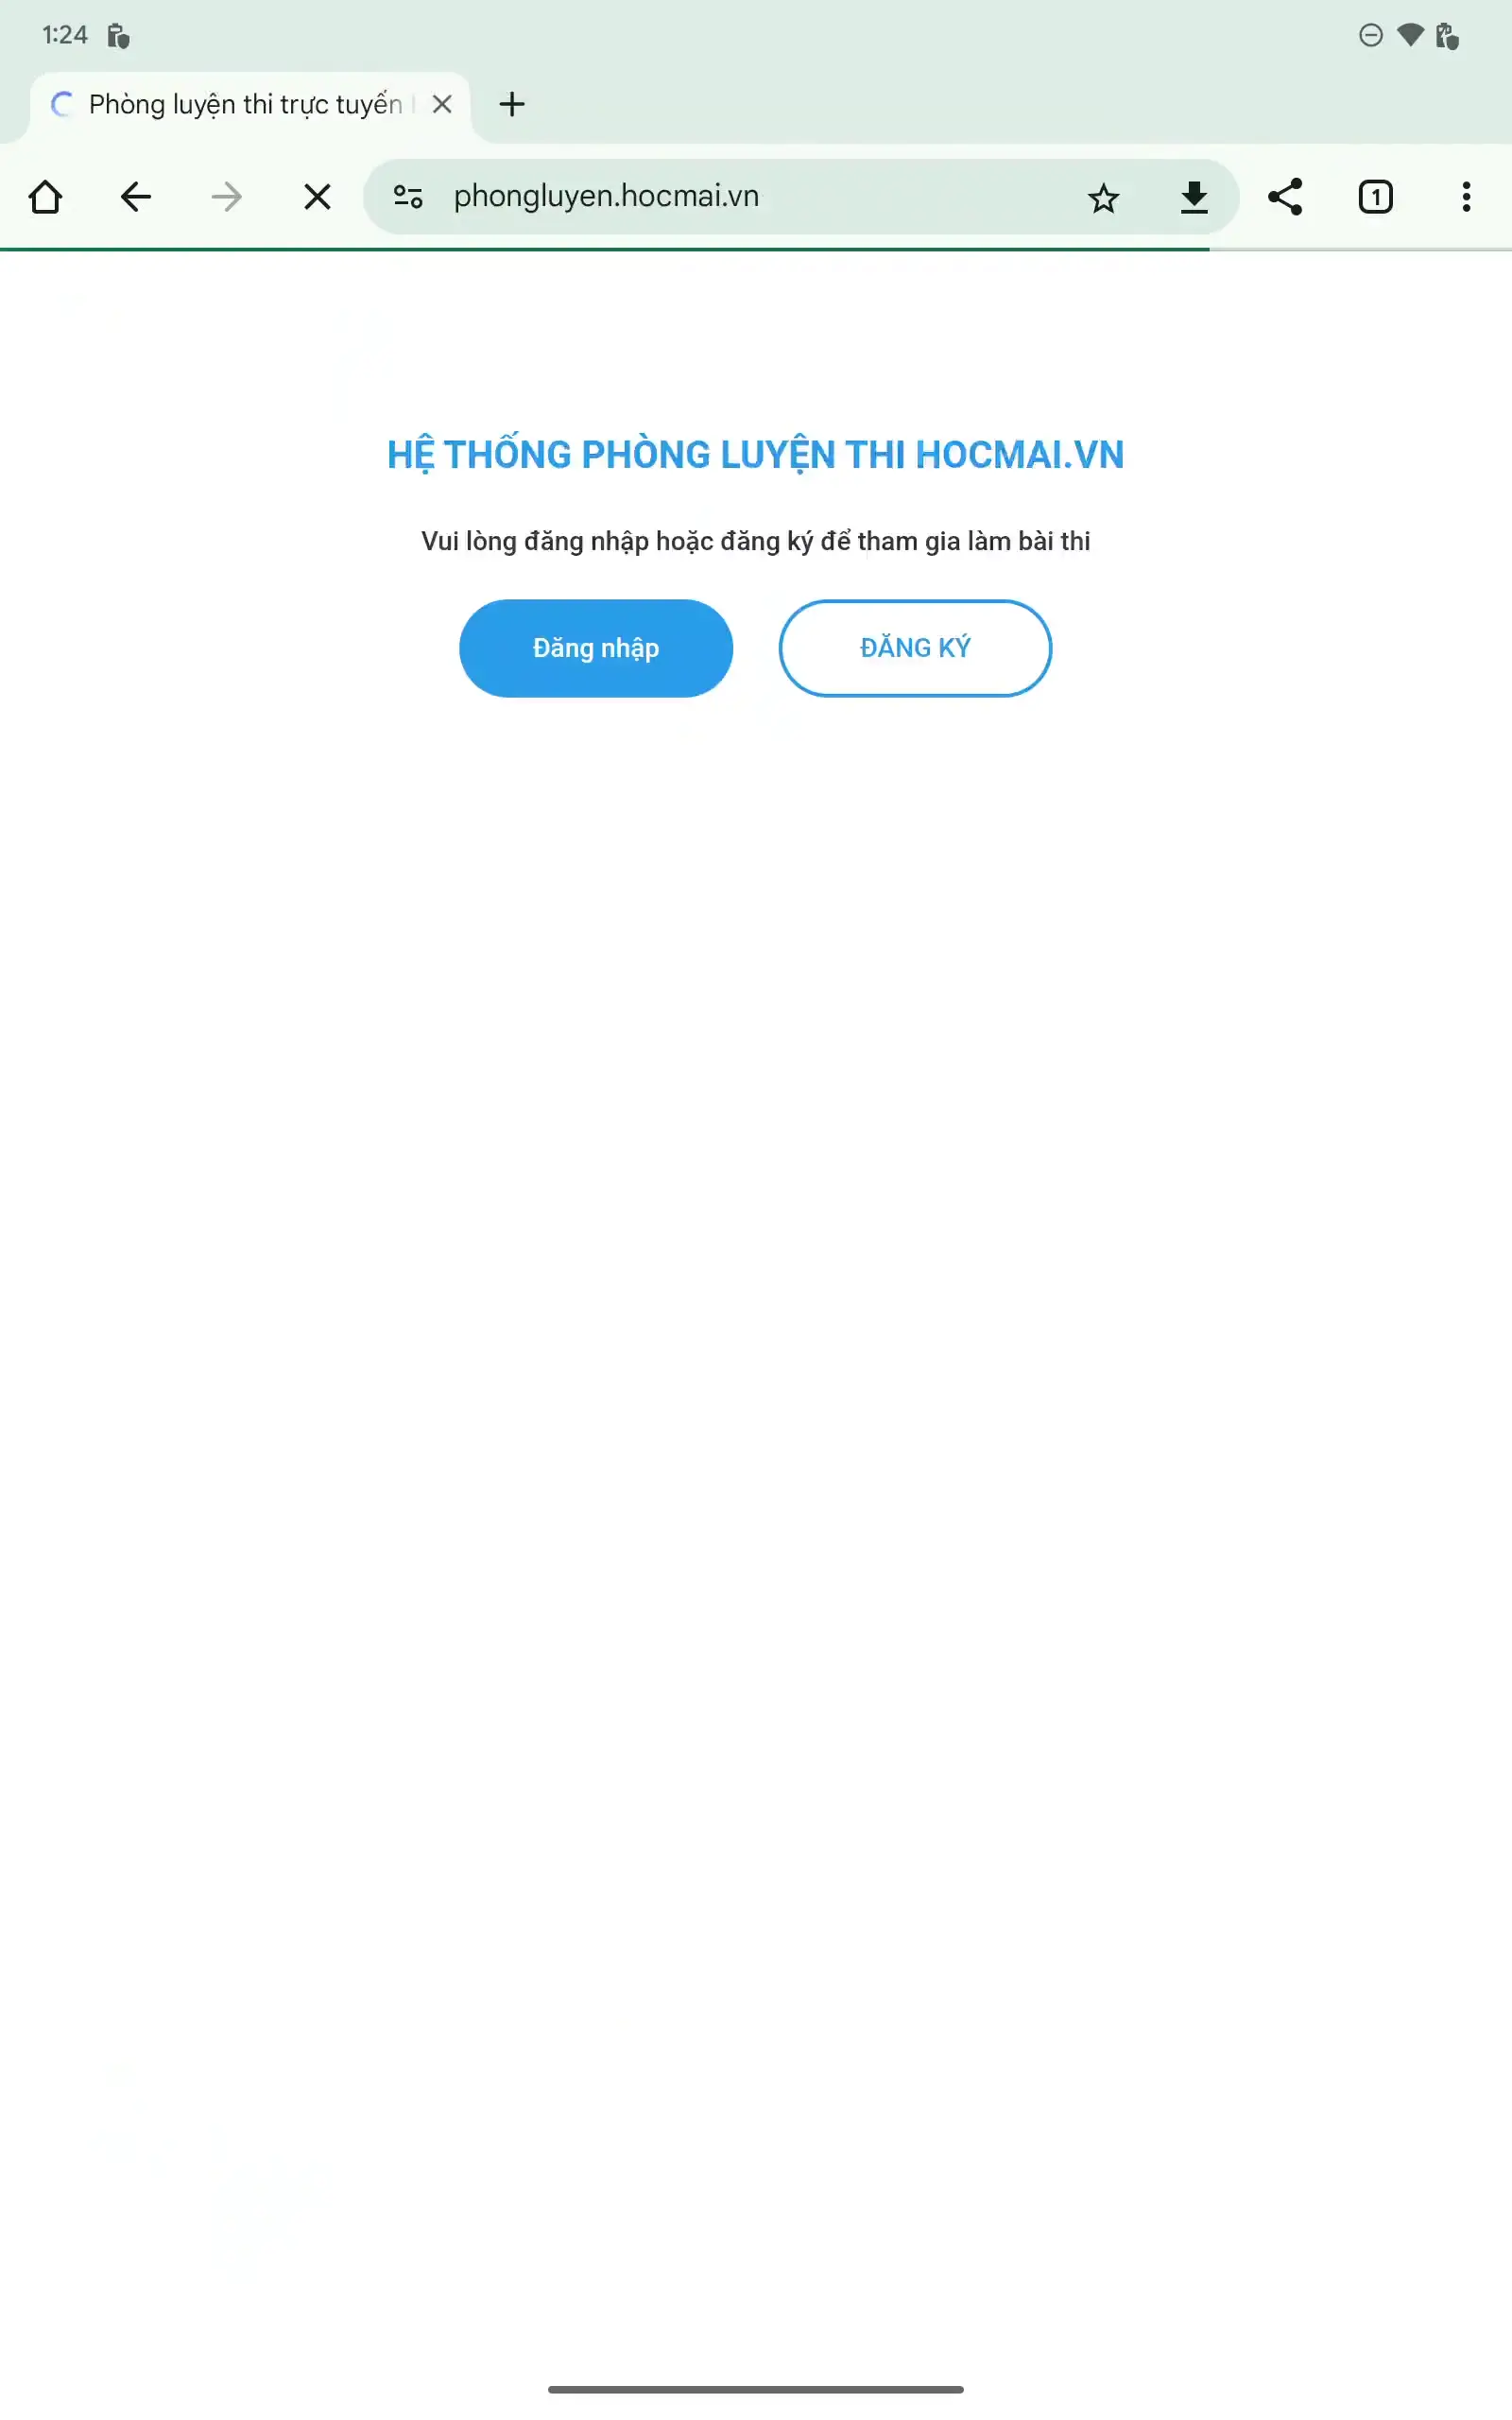 1:24
Phòng luyện thi trực tuyến
phongluyen.hocmai.vn
1
HỆ THỐNG PHÒNG LUYỆN THI HOCMAI.VN
Vui lòng đăng nhập hoặc đăng ký để tham gia làm bài thi
Đăng nhập
ĐĂNG KÝ